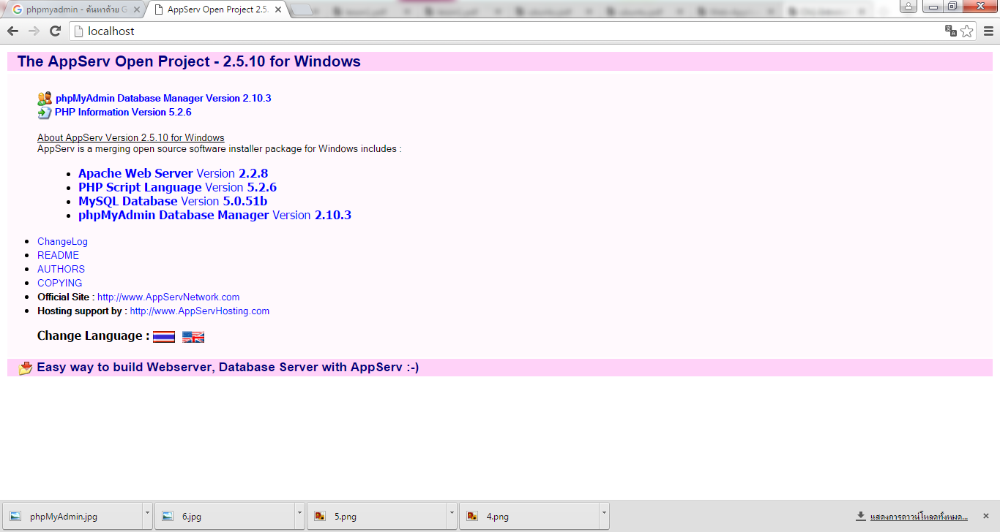 phpmyadmin - ค้นหาด้วย G
AppServ Open Project 2.5.
localhost
The AppServ Open Project - 2.5.10 for Windows
phpMyAdmin Database Manager Version 2.10.3
PHP Information Version 5.2.6
About AppServ Version 2.5.10 for Windows
AppServ is a merging open source software installer package for Windows includes :
Apache Web Server Version 2.2.8
PHP Script Language Version 5.2.6
MySQL Database Version 5.0.51b
phpMyAdmin Database Manager Version 2.10.3
ChangeLog
README
AUTHORS
COPYING
Official Site : http://www.AppServNetwork.com
Hosting support by : http://www.AppServHosting.com
Change Language :
Easy way to build Webserver, Database Server with AppServ :-)
phpMyAdmin.jpg
6.jpg
5.png
4.png
แสดงการดาวน์โหลดทั้งหมด...